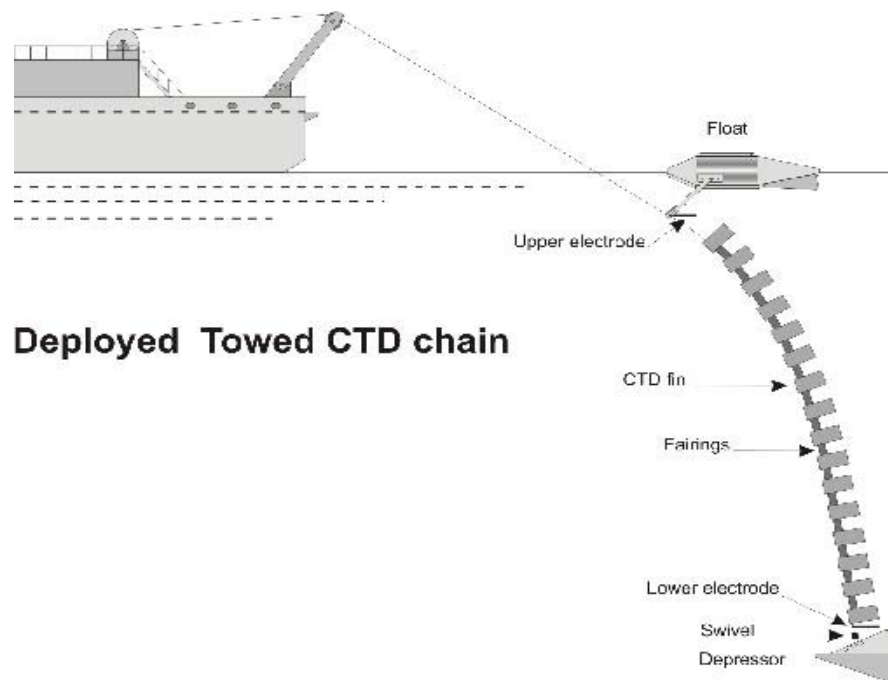 Float
Upper electrode
Deployed Towed CTD chain
CTD fin
Fairings
Lower electrode
Swivel
Depressor